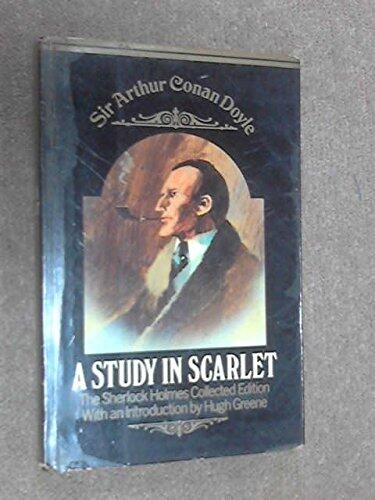 Sir Arthur Conan Doyle
A STUDY IN SCARLET
The Sherlock Holmes Collected Edition
With an Introduction by Hugh Greene